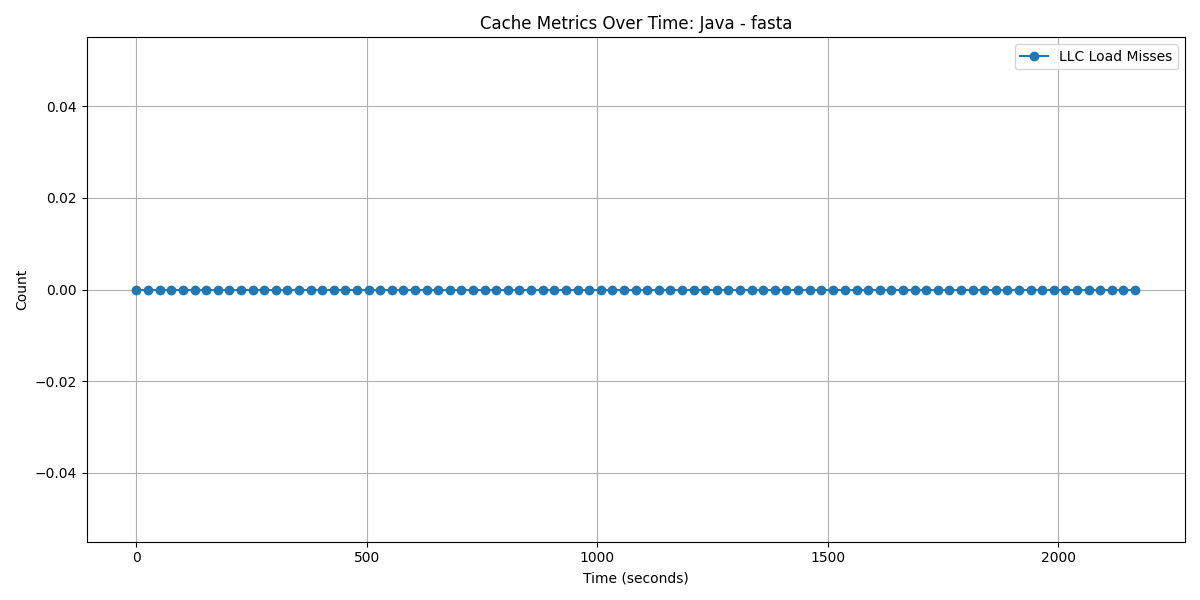 Cache Metrics Over Time: Java - fasta
LLC Load Misses
0.04
0.02
0.00
−0.02
−0.04
Count
0 500 1000 1500 2000
Time (seconds)